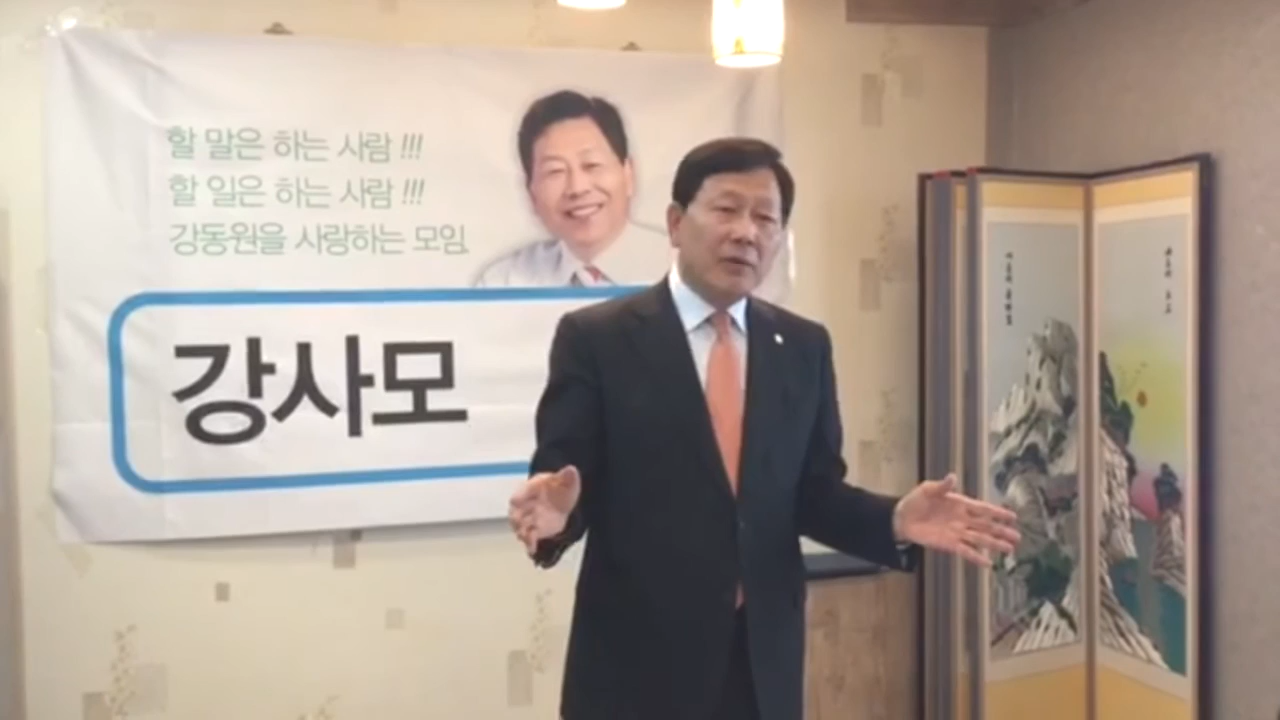 할 말은 하는 사람 !!!
할 일은 하는 사람 !!!
강동원을 사랑하는 모임
강사모